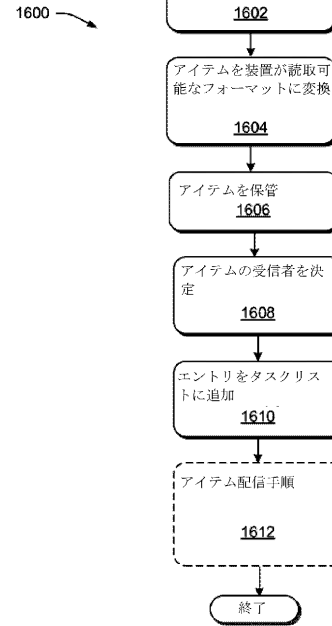 1600
1602
アイテムを装置が読取可
能なフォーマットに変換
1604
アイテムを保管
1606
アイテムの受信者を決
定
1608
エントリをタスクリス
トに追加
1610
アイテム配信手順
1612
終了